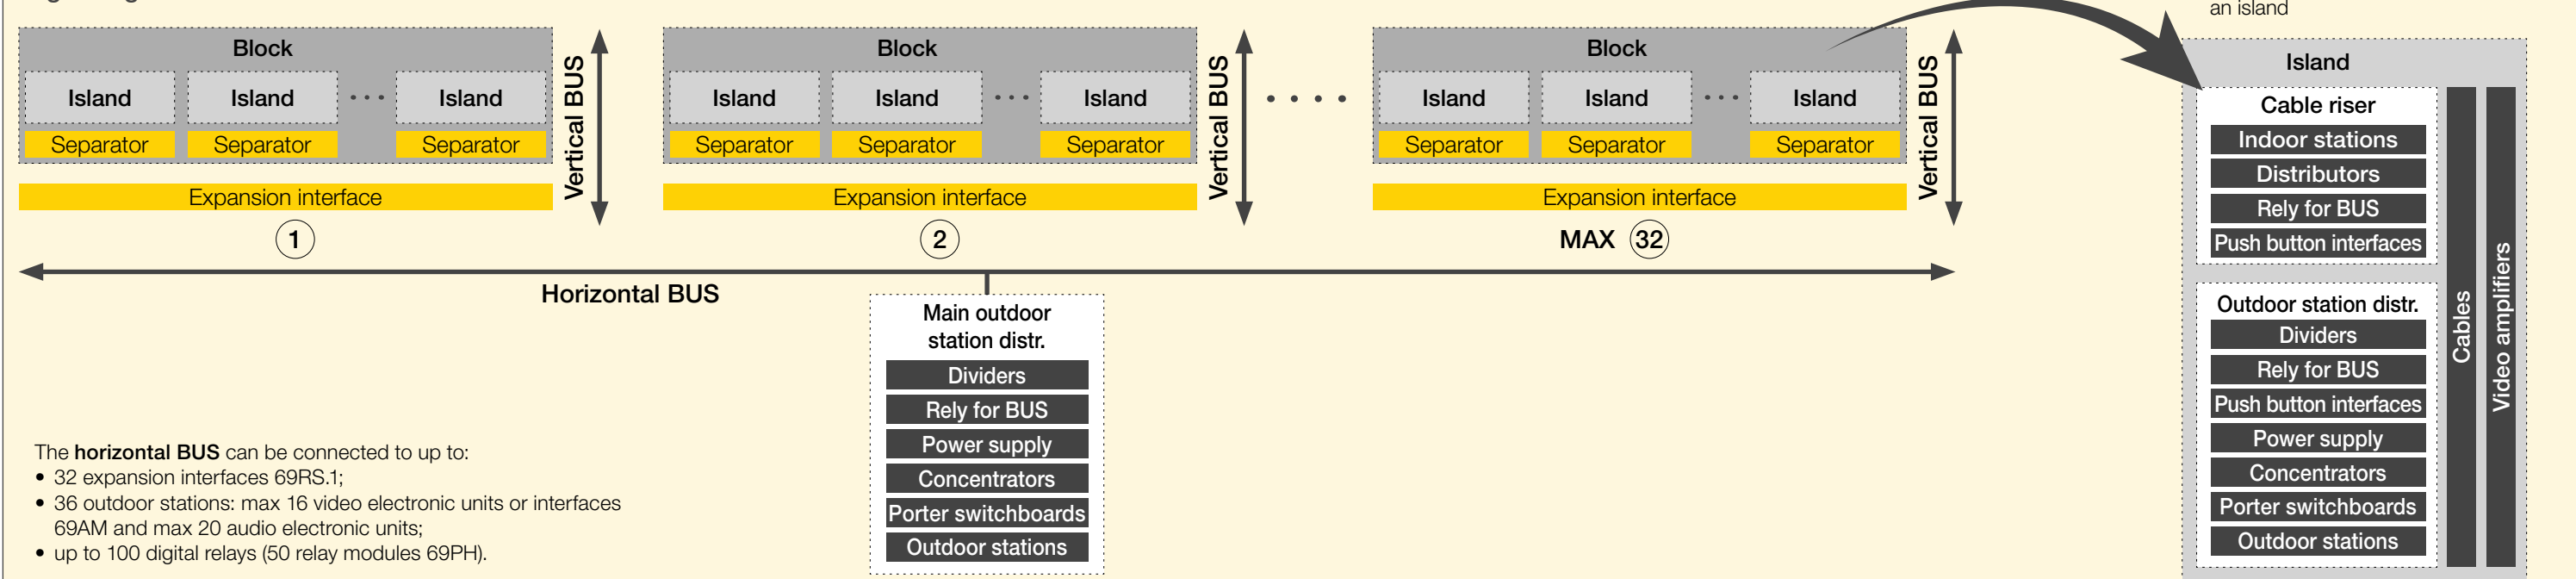 an island
Block
Island
Island
...
Island
Separator
Separator
Separator
Expansion interface
1
Vertical BUS
Block
Island
Island
...
Island
Separator
Separator
Separator
Expansion interface
2
Vertical BUS
....
Block
Island
Island
...
Island
Separator
Separator
Separator
Expansion interface
MAX 32
Vertical BUS
Horizontal BUS
Main outdoor
station distr.
Dividers
Rely for BUS
Power supply
Concentrators
Porter switchboards
Outdoor stations
The horizontal BUS can be connected to up to:
• 32 expansion interfaces 69RS.1;
• 36 outdoor stations: max 16 video electronic units or interfaces
69AM and max 20 audio electronic units;
• up to 100 digital relays (50 relay modules 69PH).
Island
Cable riser
Indoor stations
Distributors
Rely for BUS
Push button interfaces
Outdoor station distr.
Dividers
Rely for BUS
Push button interfaces
Power supply
Concentrators
Porter switchboards
Outdoor stations
Cables
Video amplifiers